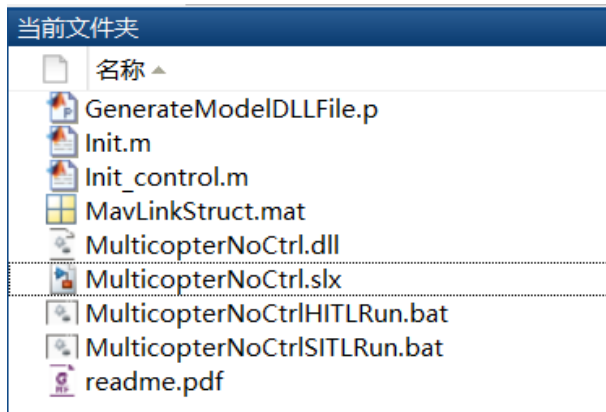 当前文件夹
名称
GenerateModelDLLFile.p
Init.m
Init_control.m
MavLinkStruct.mat
MulticopterNoCtrl.dll
MulticopterNoCtrl.slx
MulticopterNoCtrlHITLRun.bat
MulticopterNoCtrlSITLRun.bat
readme.pdf